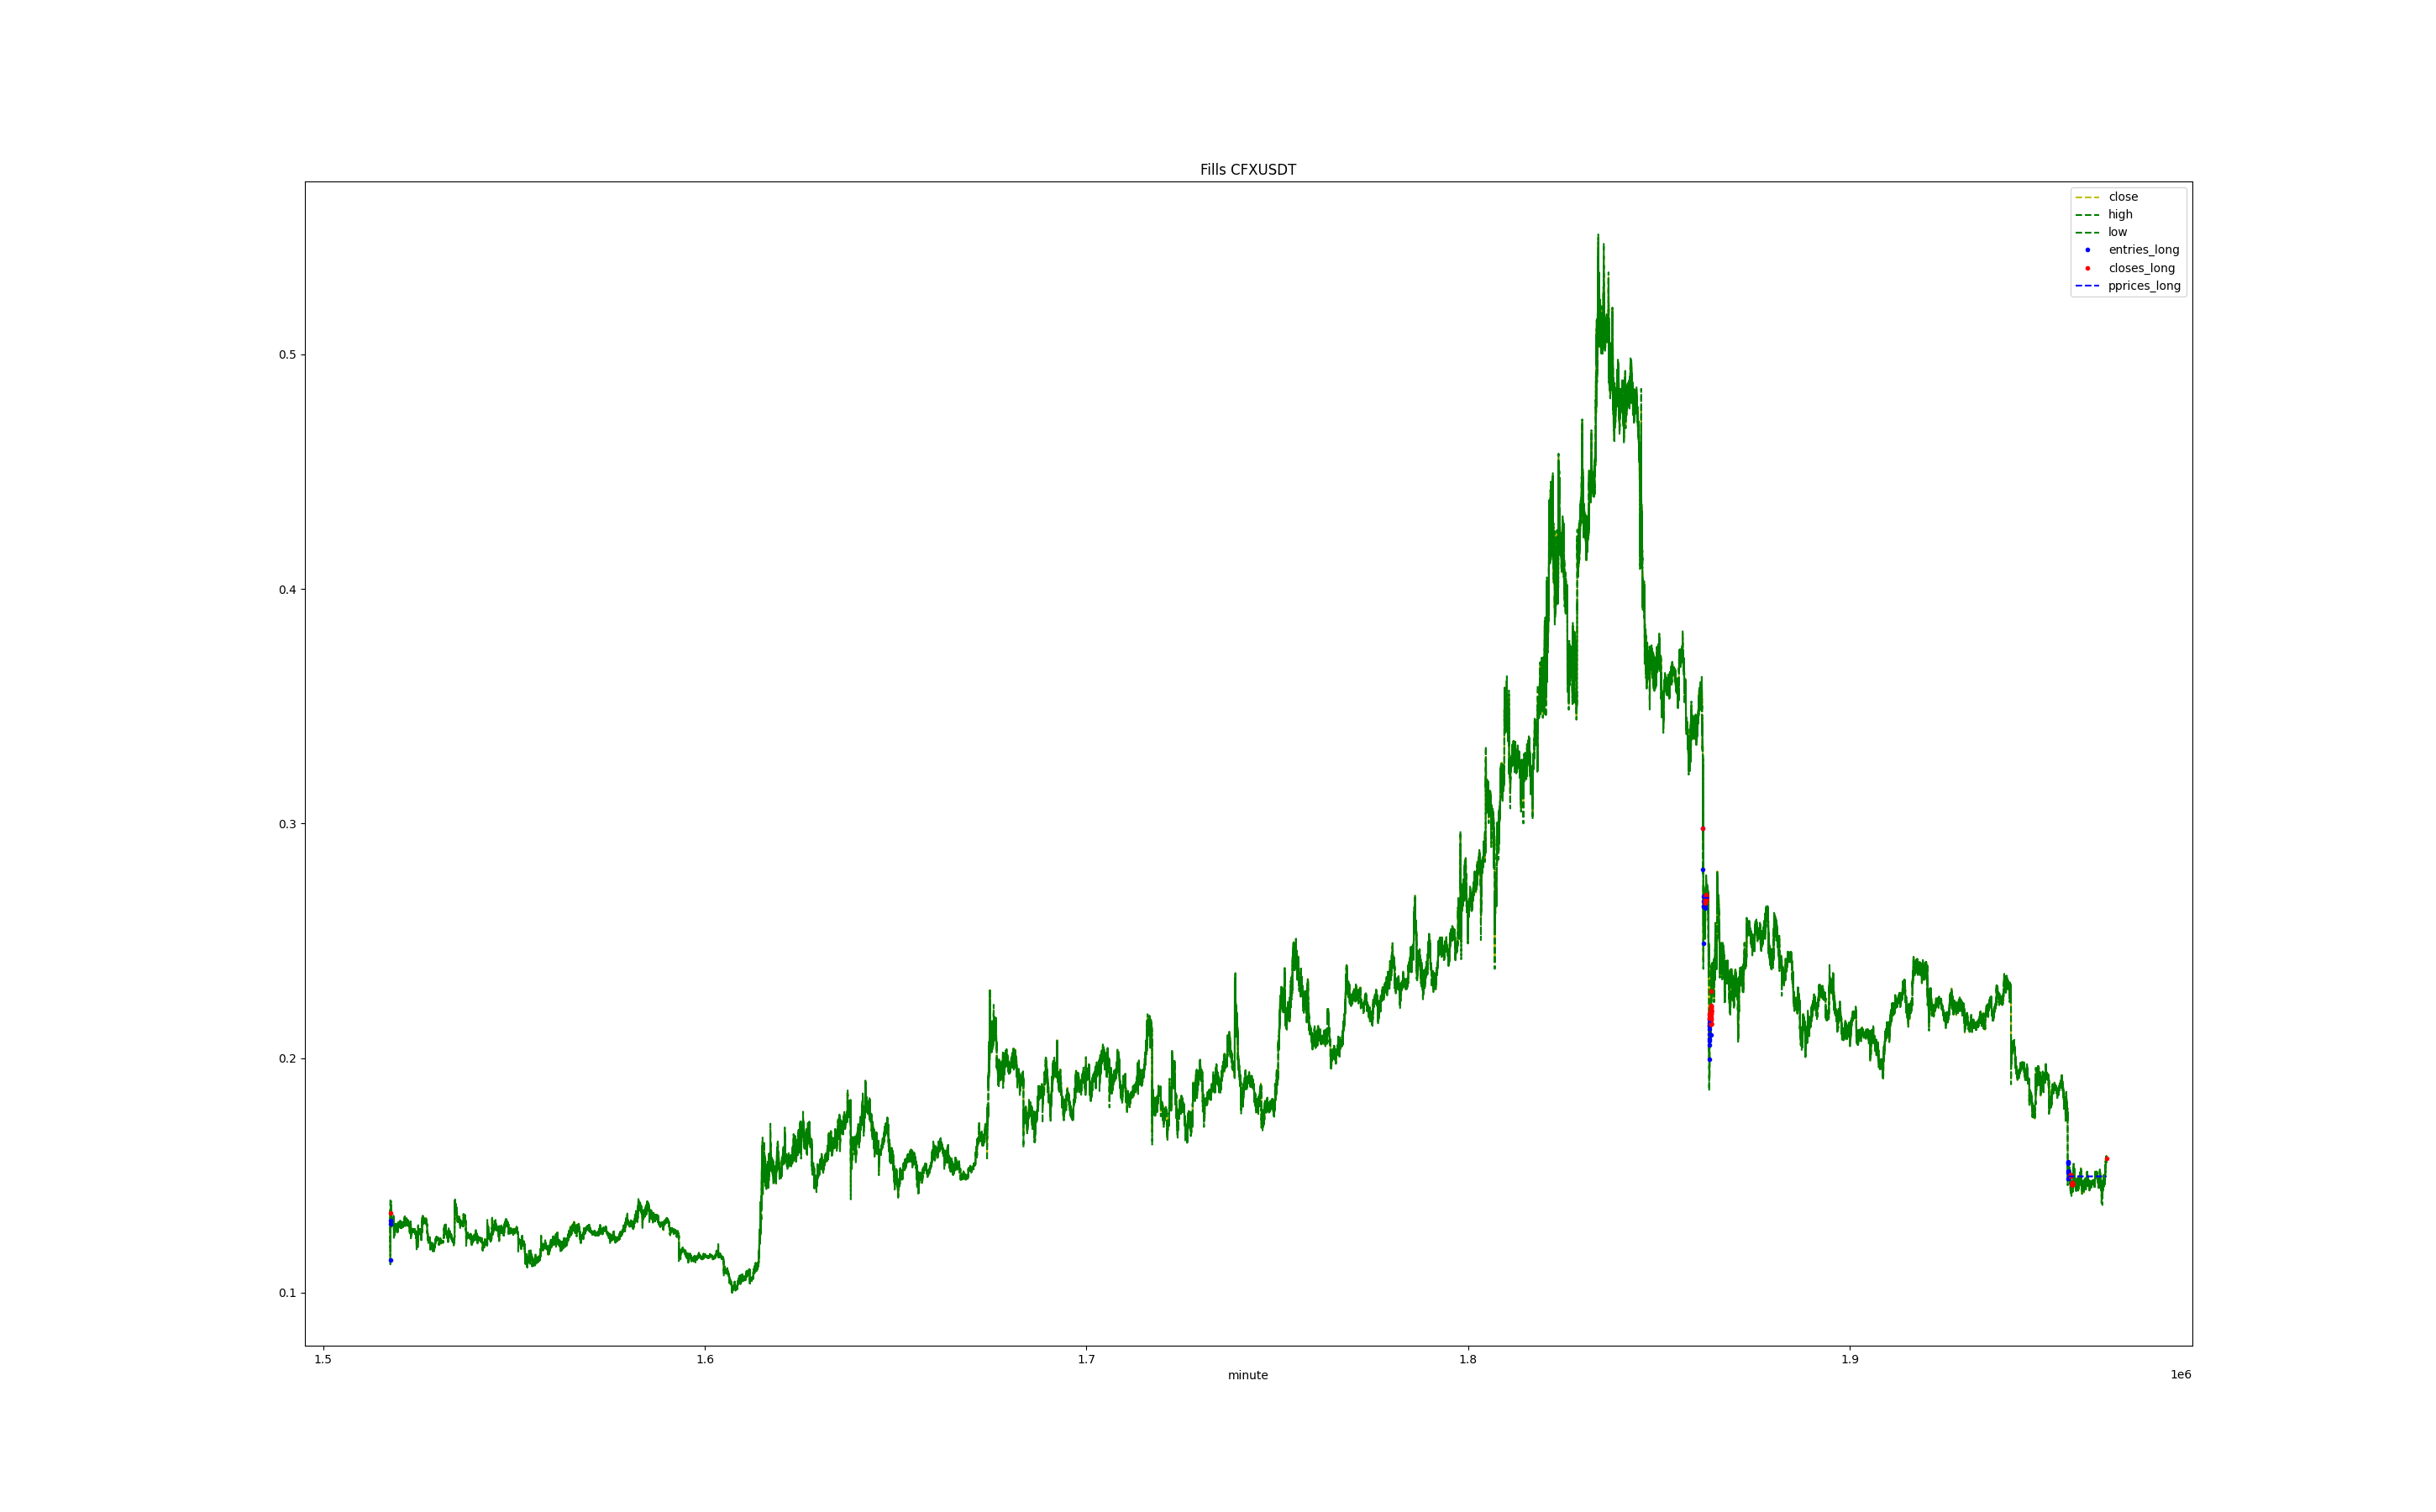 Fills CFXUSDT
close
high
low
entries_long
closes_long
pprices_long
0.5
0.4
0.3
0.2
0.1
1.5 1.6 1.7 1.8 1.9
minute 1e6